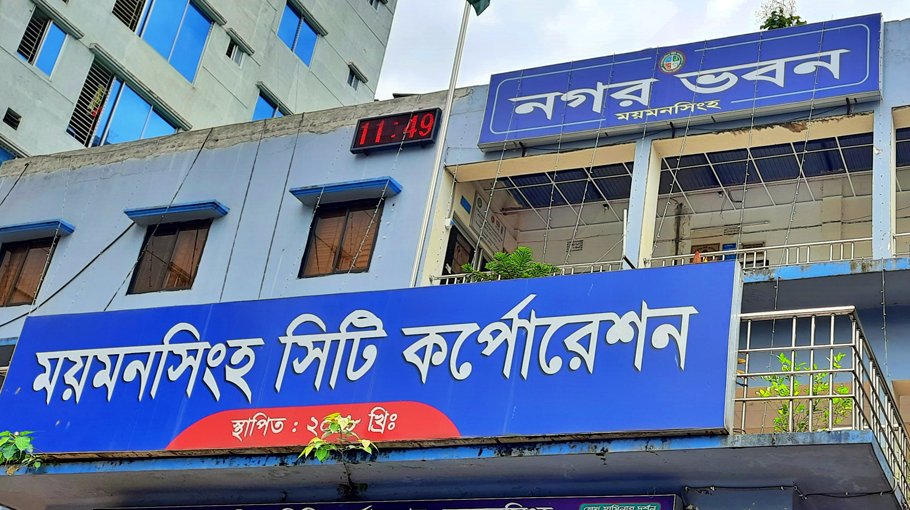 নগর ভবন
ময়মনসিংহ
11:49
ময়মনসিংহ সিটি কর্পোরেশন
স্থাপিত : খ্রিঃ